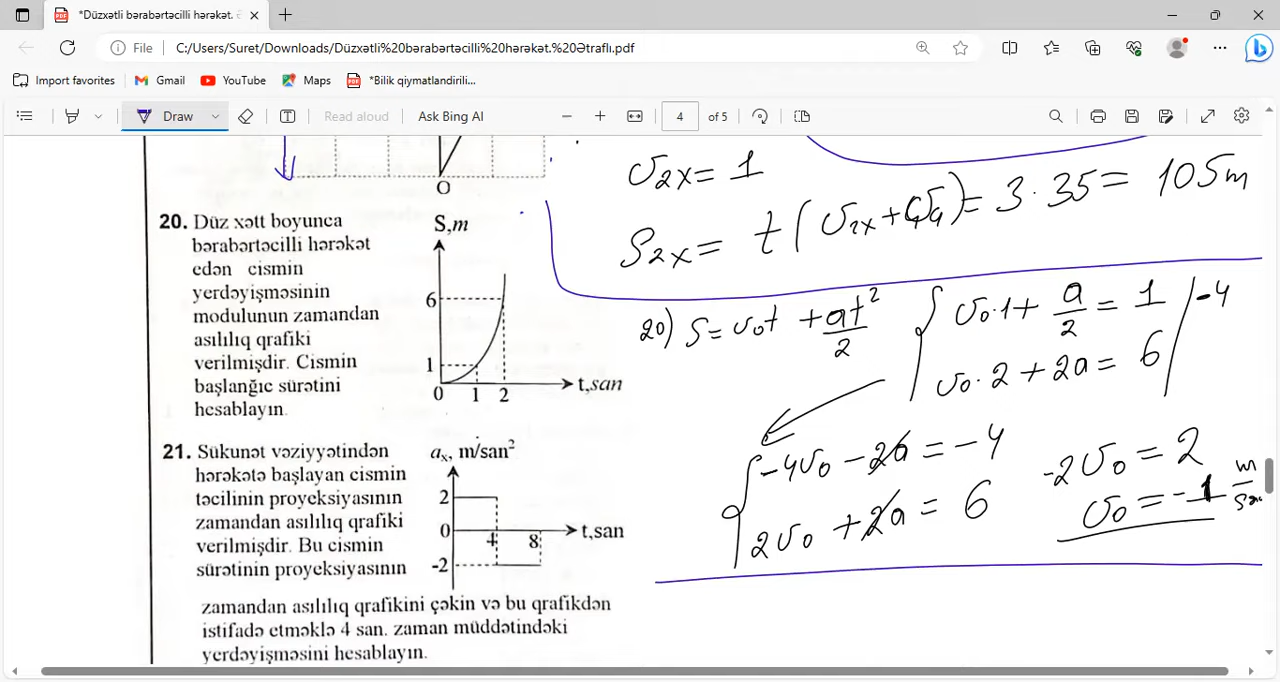 *Düzxətli bərabərtəcilli hərəkət.
File C:/Users/Suret/Downloads/Düzxətli%20bərabərtəcilli%20hərəkət.%20Ətraflı.pdf
Import favorites Gmail YouTube Maps *Bilik qiymatlandirili...
Draw Read aloud Ask Bing AI 4 of 5
O
υ2x = 1
S2x = t(υ2x+ = 3·35 = 105m
20. Düz xətt boyunca
bərabərtəcilli hərəkət
edən cismin
yerdəyişməsinin
modulunun zamandan
asılılıq qrafiki
verilmişdir. Cismin
başlanğıc sürətini
hesablayın.
S,m
6
1
0 1 2 t,san
20) S = υ0t + at²/2
υ0·1 + a/2 = 1 /-4
υ0·2 + 2a = 6
-4υ0 - 2a = -4
2υ0 + 2a = 6
-2υ0 = 2
υ0 = -1 m/san
21. Sükunət vəziyyətindən
hərəkətə başlayan cismin
təcilinin proyeksiyasının
zamandan asılılıq qrafiki
verilmişdir. Bu cismin
sürətinin proyeksiyasının
zamandan asılılıq qrafikini çəkin və bu qrafikdən
istifadə etməklə 4 san. zaman müddətindəki
yerdəyişməsini hesablayın.
ax, m/san²
2
0 4 8 t,san
-2